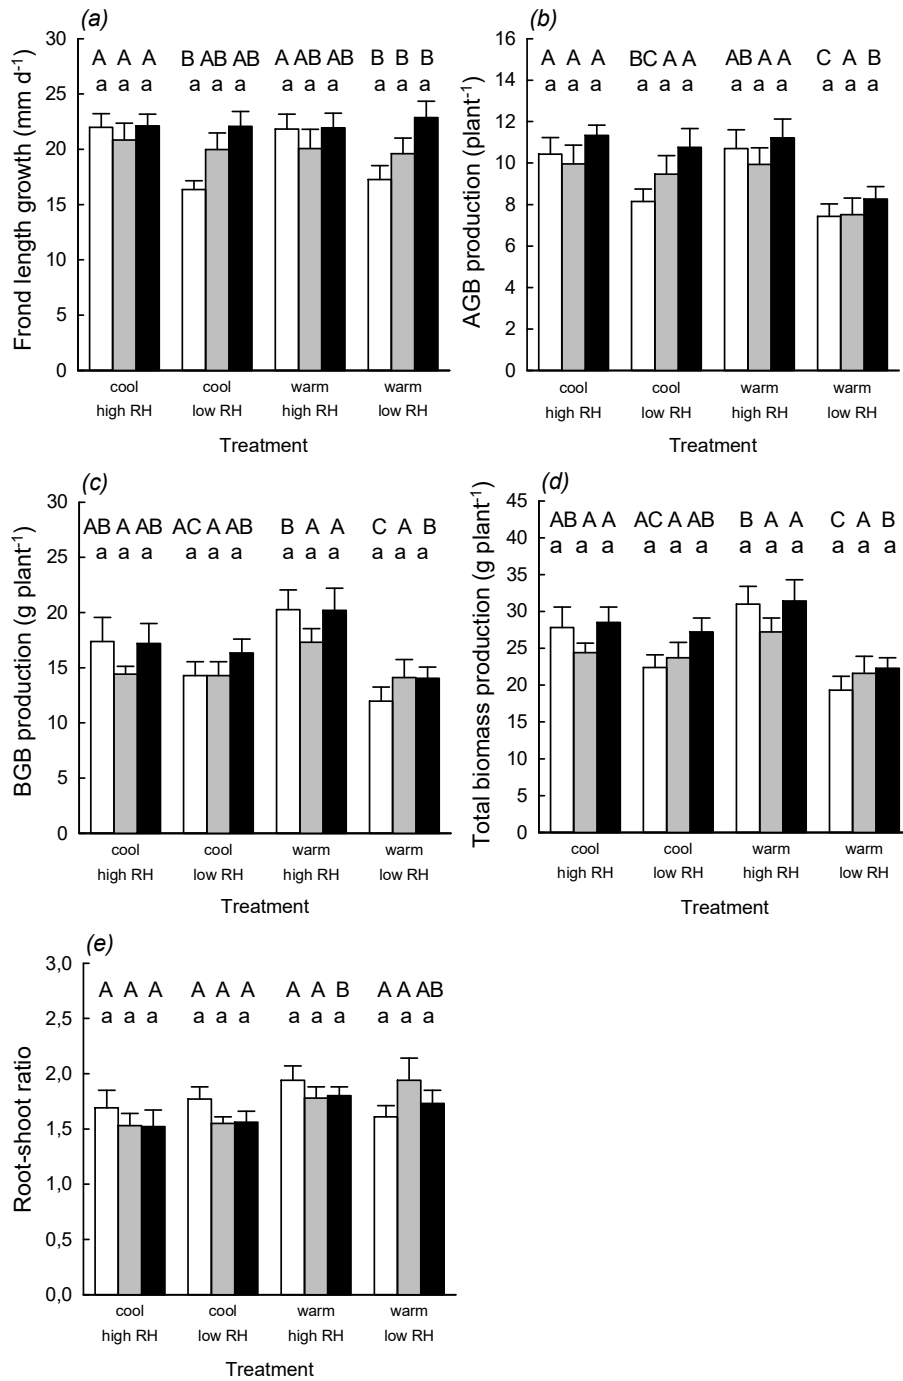 (a)
Frond length growth (mm d-1)
30
25
20
15
10
5
0
A A A B AB AB A AB AB B B B
a a a a a a a a a a a a
cool cool warm warm
high RH low RH high RH low RH
Treatment
(b)
AGB production (plant-1)
16
14
12
10
8
6
4
2
0
A A A BC A A AB A A C A B
a a a a a a a a a a a a
cool cool warm warm
high RH low RH high RH low RH
Treatment
(c)
BGB production (g plant-1)
30
25
20
15
10
5
0
AB A AB AC A AB B A A C A B
a a a a a a a a a a a a
cool cool warm warm
high RH low RH high RH low RH
Treatment
(d)
Total biomass production (g plant-1)
45
40
35
30
25
20
15
10
5
0
AB A A AC A AB B A A C A B
a a a a a a a a a a a a
cool cool warm warm
high RH low RH high RH low RH
Treatment
(e)
Root-shoot ratio
3,0
2,5
2,0
1,5
1,0
0,5
0,0
A A A A A A A A B A A AB
a a a a a a a a a a a a
cool cool warm warm
high RH low RH high RH low RH
Treatment